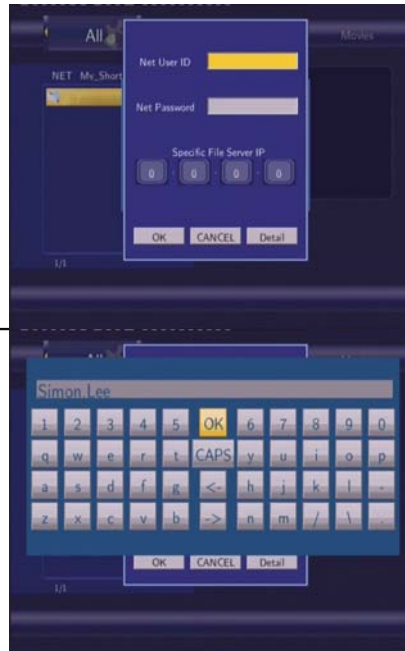 All
Movies
Net User ID
NET My_Short
Net Password
Specific File Server IP
0 . 0 . 0 . 0
OK CANCEL Detail
1/1
Simon.Lee
1 2 3 4 5 OK 6 7 8 9 0
q w e r t CAPS y u i o p
a s d f g <- h j k l -
z x c v b -> n m / \ .
OK CANCEL Detail
1/1